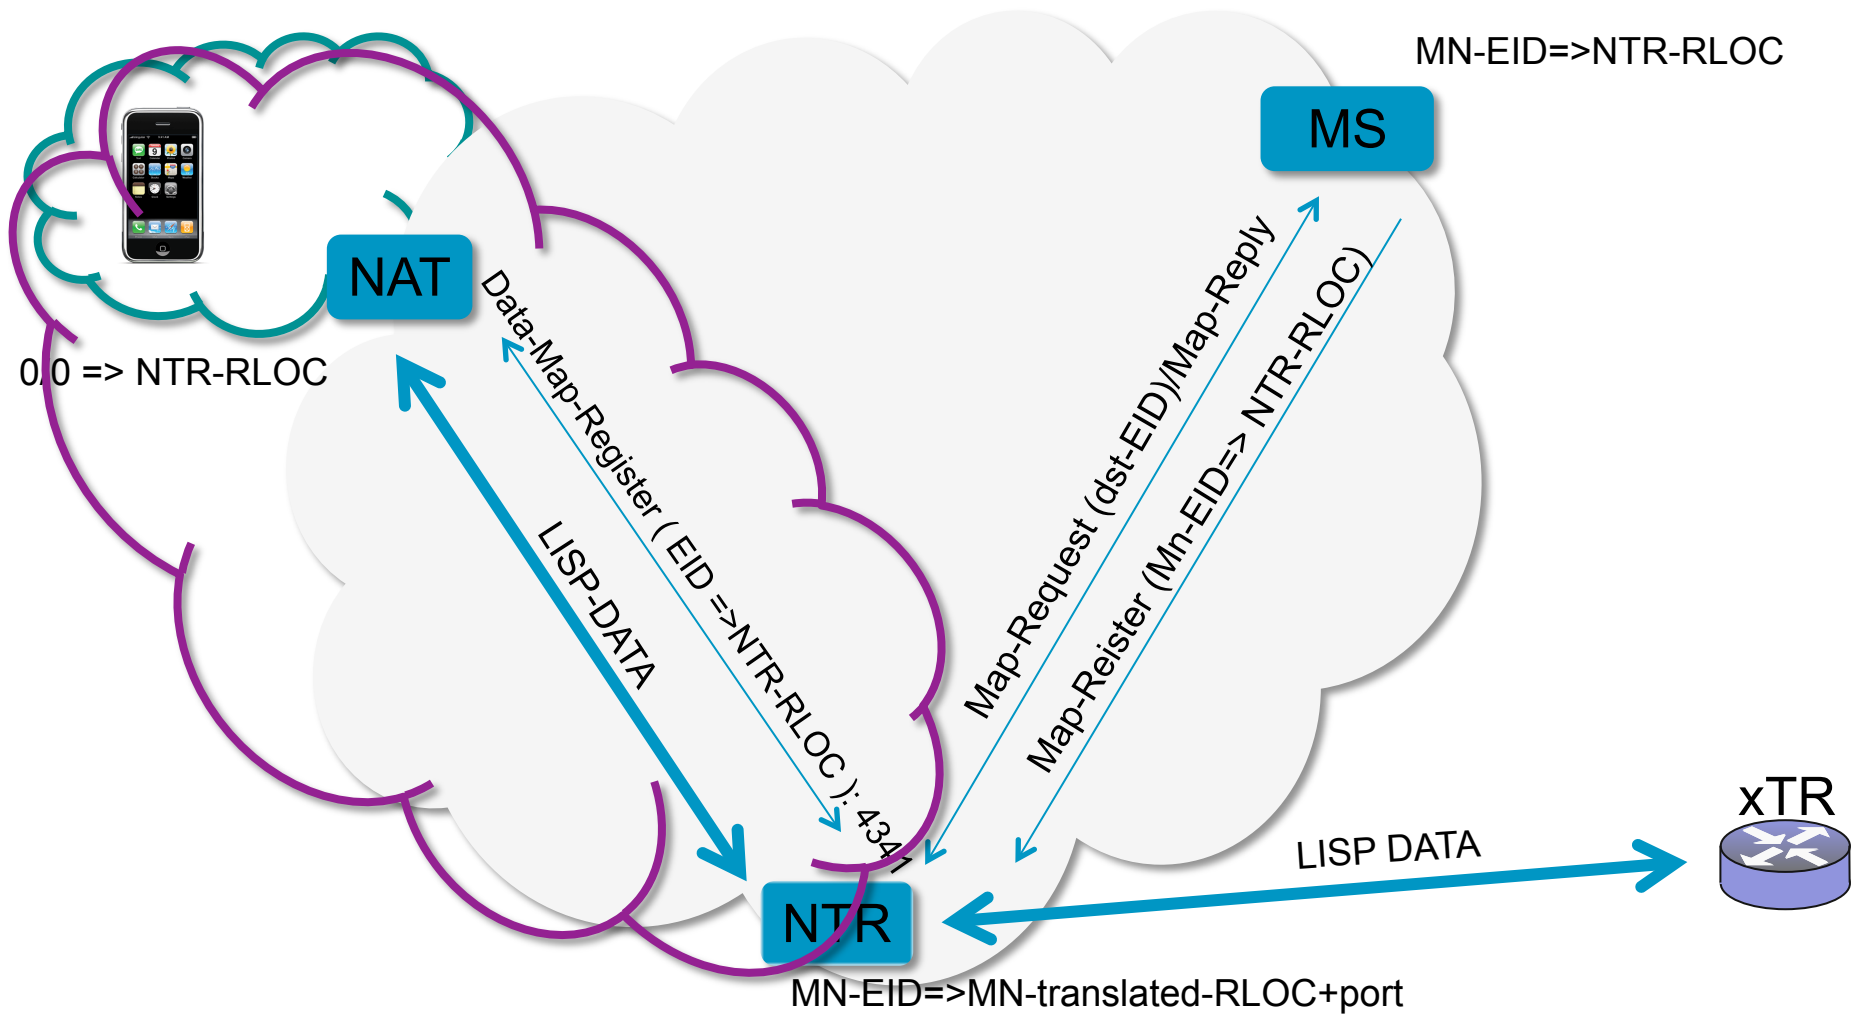 MN-EID=>NTR-RLOC
MS
NAT
0/0 => NTR-RLOC
Data-Map-Register ( EID =>NTR-RLOC ): 4341
LISP-DATA
Map-Request (dst-EID)/Map-Reply
Map-Reister (Mn-EID=> NTR-RLOC)
xTR
LISP DATA
NTR
MN-EID=>MN-translated-RLOC+port